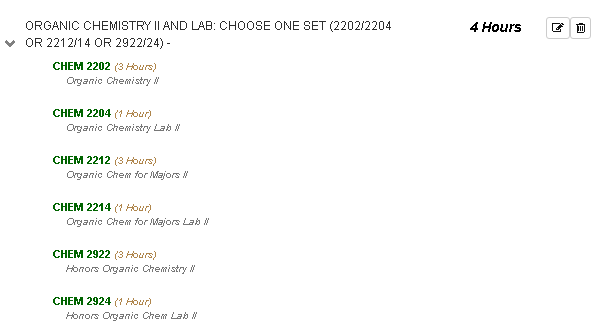 ORGANIC CHEMISTRY II AND LAB: CHOOSE ONE SET (2202/2204 4 Hours
OR 2212/14 OR 2922/24) -
CHEM 2202 (3 Hours)
Organic Chemistry II
CHEM 2204 (1 Hour)
Organic Chemistry Lab II
CHEM 2212 (3 Hours)
Organic Chem for Majors II
CHEM 2214 (1 Hour)
Organic Chem for Majors Lab II
CHEM 2922 (3 Hours)
Honors Organic Chemistry II
CHEM 2924 (1 Hour)
Honors Organic Chem Lab II